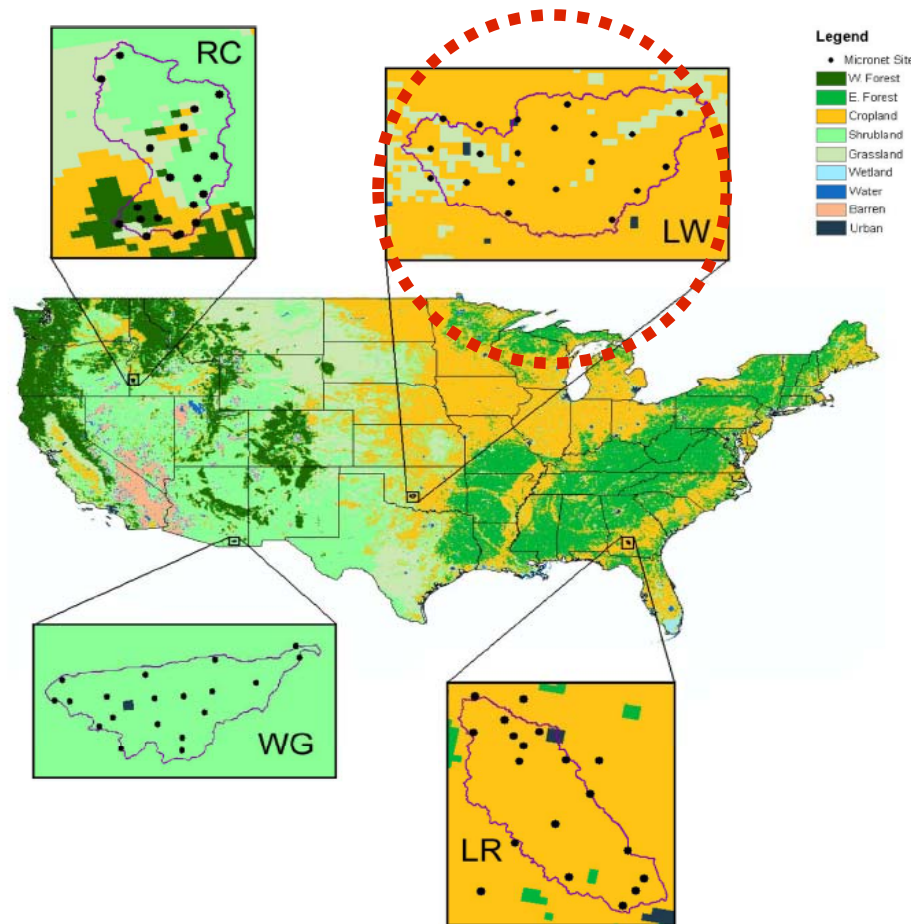 RC
LW
Legend
Micronet Site
W. Forest
E. Forest
Cropland
Shrubland
Grassland
Wetland
Water
Barren
Urban
WG
LR